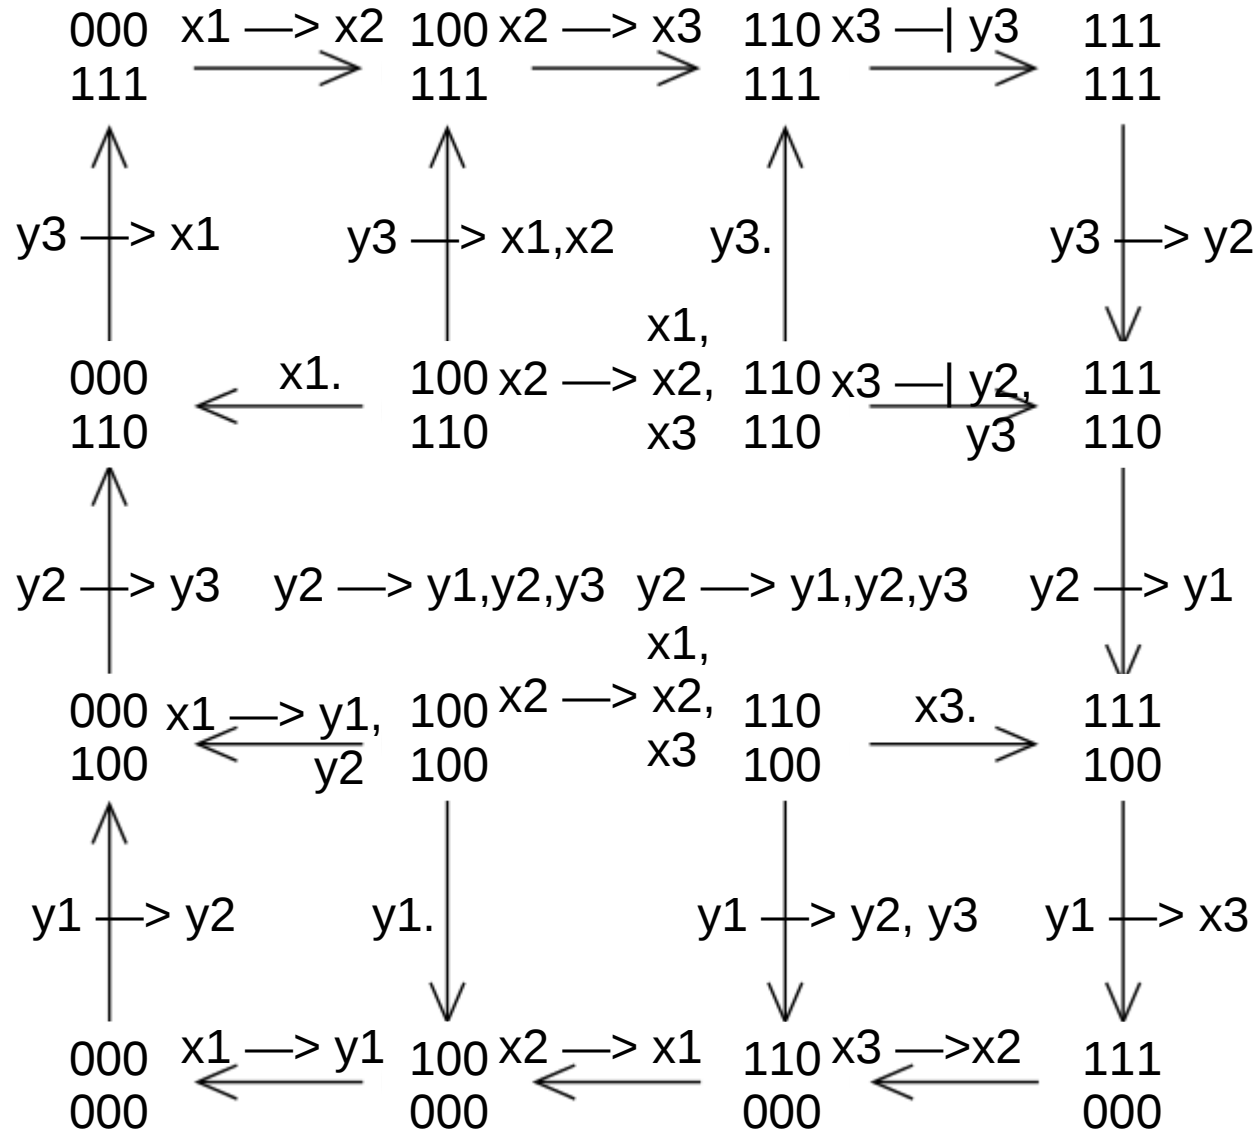 000 x1 —> x2 100 x2 —> x3 110 x3 —| y3 111
111 111 111 111
y3 —> x1 y3 —> x1,x2 y3. y3 —> y2
x1,
000 x1. 100 x2 —> x2, 110 x3 —| y2, 111
110 110 x3 110 y3 110
y2 —> y3 y2 —> y1,y2,y3 y2 —> y1,y2,y3 y2 —> y1
x1,
000 x1 —> y1, 100 x2 —> x2, 110 x3. 111
100 y2 100 x3 100 100
y1 —> y2 y1. y1 —> y2, y3 y1 —> x3
000 x1 —> y1 100 x2 —> x1 110 x3 —>x2 111
000 000 000 000